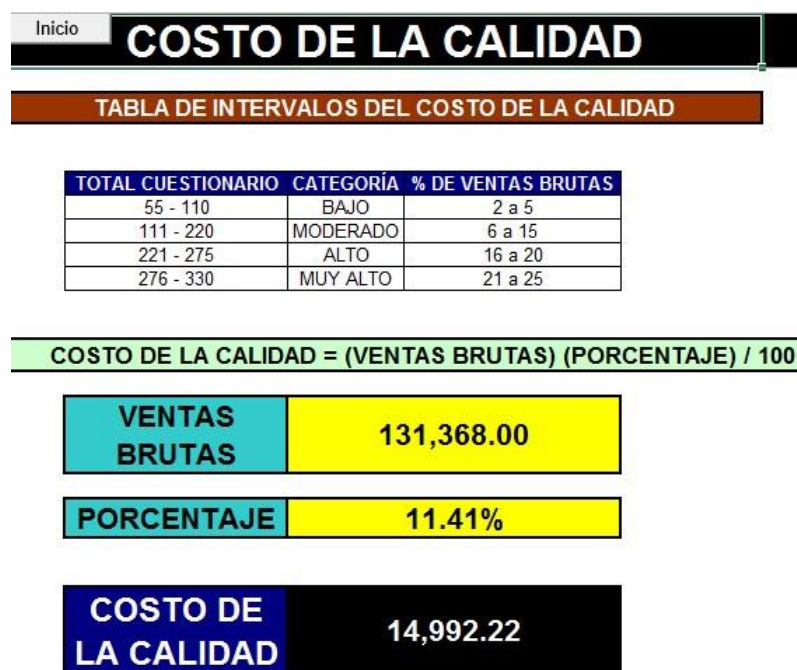 Inicio
COSTO DE LA CALIDAD
TABLA DE INTERVALOS DEL COSTO DE LA CALIDAD
TOTAL CUESTIONARIO CATEGORÍA % DE VENTAS BRUTAS
55 - 110 BAJO 2 a 5
111 - 220 MODERADO 6 a 15
221 - 275 ALTO 16 a 20
276 - 330 MUY ALTO 21 a 25
COSTO DE LA CALIDAD = (VENTAS BRUTAS) (PORCENTAJE) / 100
VENTAS
BRUTAS
131,368.00
PORCENTAJE 11.41%
COSTO DE
LA CALIDAD
14,992.22